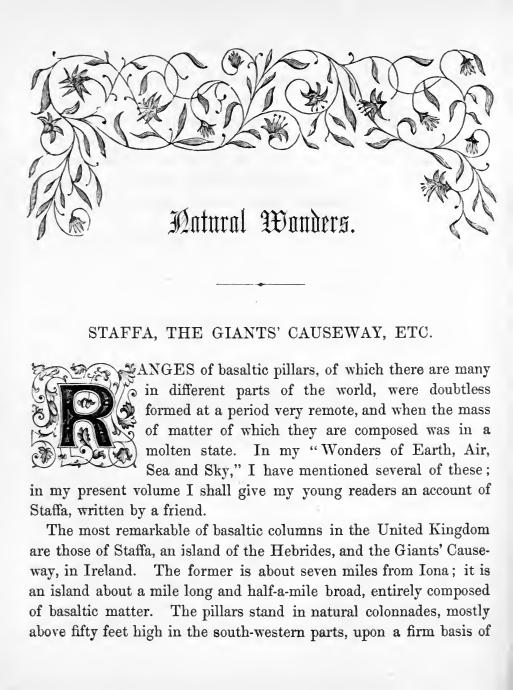 Natural Wonders.
STAFFA, THE GIANTS' CAUSEWAY, ETC.
RANGES of basaltic pillars, of which there are many
in different parts of the world, were doubtless
formed at a period very remote, and when the mass
of matter of which they are composed was in a
molten state. In my "Wonders of Earth, Air,
Sea and Sky," I have mentioned several of these;
in my present volume I shall give my young readers an account of
Staffa, written by a friend.
The most remarkable of basaltic columns in the United Kingdom
are those of Staffa, an island of the Hebrides, and the Giants' Cause-
way, in Ireland. The former is about seven miles from Iona; it is
an island about a mile long and half-a-mile broad, entirely composed
of basaltic matter. The pillars stand in natural colonnades, mostly
above fifty feet high in the south-western parts, upon a firm basis of